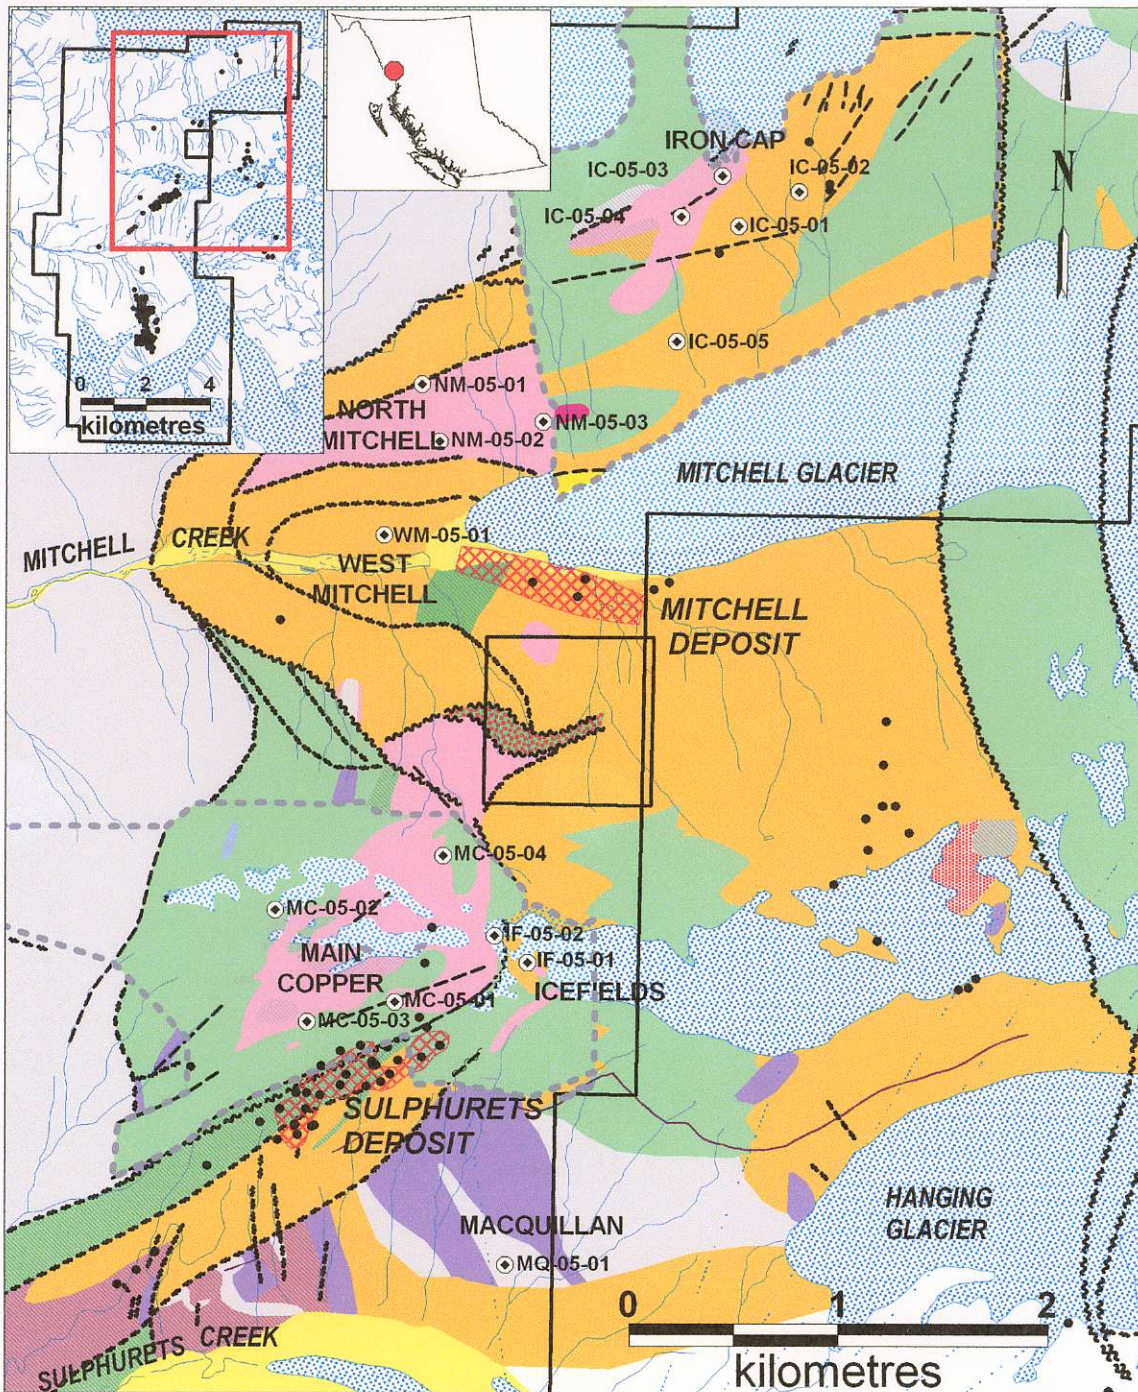 0 2 4
kilometres
N
IRON CAP
IC-05-03
IC-05-02
IC-05-04
IC-05-01
IC-05-05
NM-05-01
NORTH
MITCHELL
NM-05-03
NM-05-02
MITCHELL GLACIER
MITCHELL CREEK
WM-05-01
WEST
MITCHELL
MITCHELL
DEPOSIT
MC-05-04
MC-05-02
IF-05-02
MAIN
COPPER
IF-05-01
ICEF'ELDS
MC-05-01
MC-05-03
SULPHURETS
DEPOSIT
HANGING
GLACIER
MACQUILLAN
MQ-05-01
SULPHURETS CREEK
0 1 2
kilometres